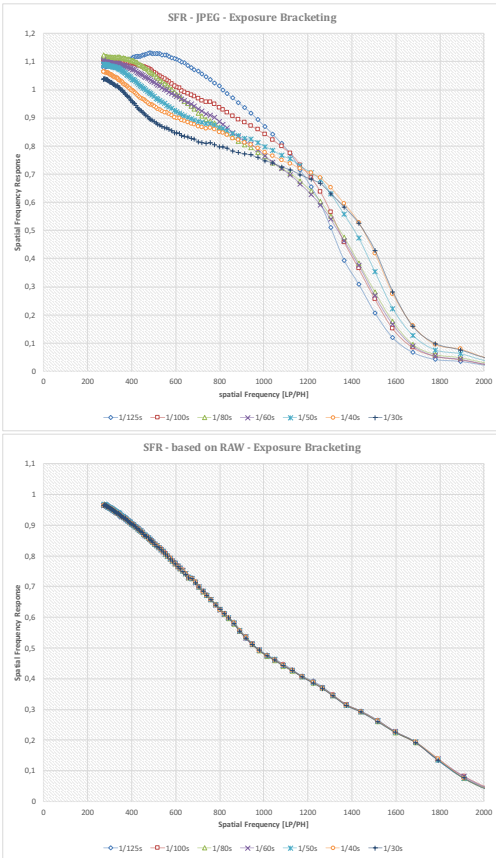 SFR - JPEG - Exposure Bracketing
1,2
1,1
1
0,9
0,8
0,7
0,6
0,5
0,4
0,3
0,2
0,1
0
Spatial Frequency Response
0 200 400 600 800 1000 1200 1400 1600 1800 2000
spatial Frequency [LP/PH]
1/125s 1/100s 1/80s 1/60s 1/50s 1/40s 1/30s
SFR - based on RAW - Exposure Bracketing
1,1
1
0,9
0,8
0,7
0,6
0,5
0,4
0,3
0,2
0,1
0
Spatial Frequency Response
0 200 400 600 800 1000 1200 1400 1600 1800 2000
Spatial Frequency [LP/PH]
1/125s 1/100s 1/80s 1/60s 1/50s 1/40s 1/30s